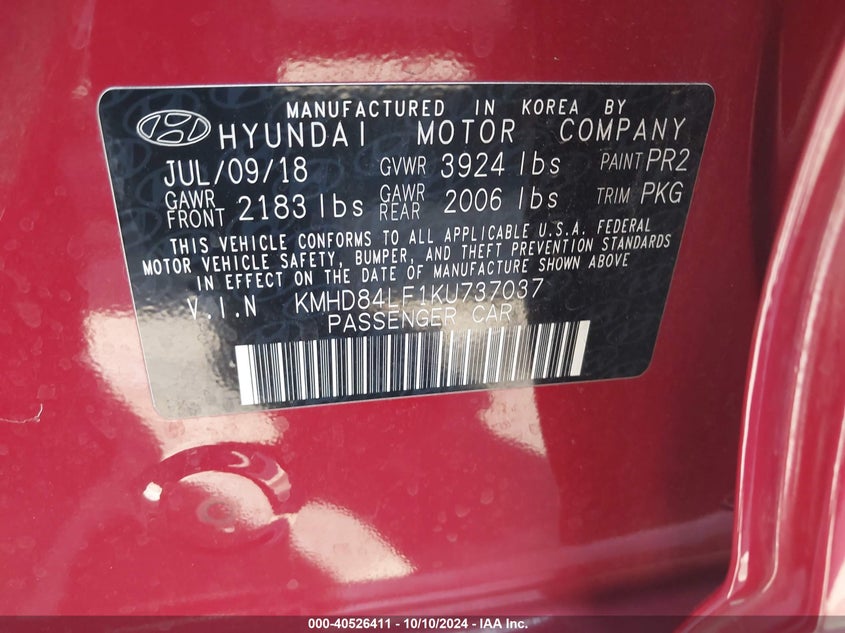 MANUFACTURED IN KOREA BY
HYUNDAI MOTOR COMPANY
JUL/09/18 GVWR 3924 lbs PAINT PR2
GAWR FRONT 2183 lbs GAWR REAR 2006 lbs TRIM PKG
THIS VEHICLE CONFORMS TO ALL APPLICABLE U.S.A. FEDERAL
MOTOR VEHICLE SAFETY, BUMPER, AND THEFT PREVENTION STANDARDS
IN EFFECT ON THE DATE OF MANUFACTURE SHOWN ABOVE
V.I.N KMHD84LF1KU737037
PASSENGER CAR
000-40526411 - 10/10/2024 - IAA Inc.